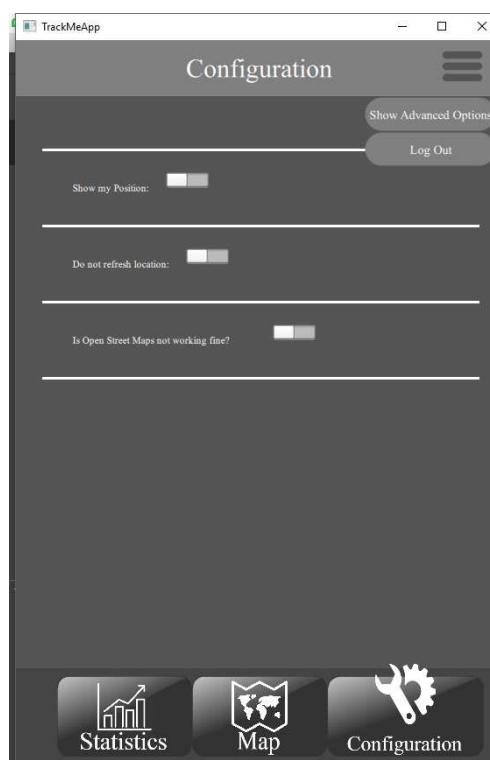 TrackMeApp
Configuration
Show Advanced Options
Log Out
Show my Position:
Do not refresh location:
Is Open Street Maps not working fine?
Statistics
Map
Configuration